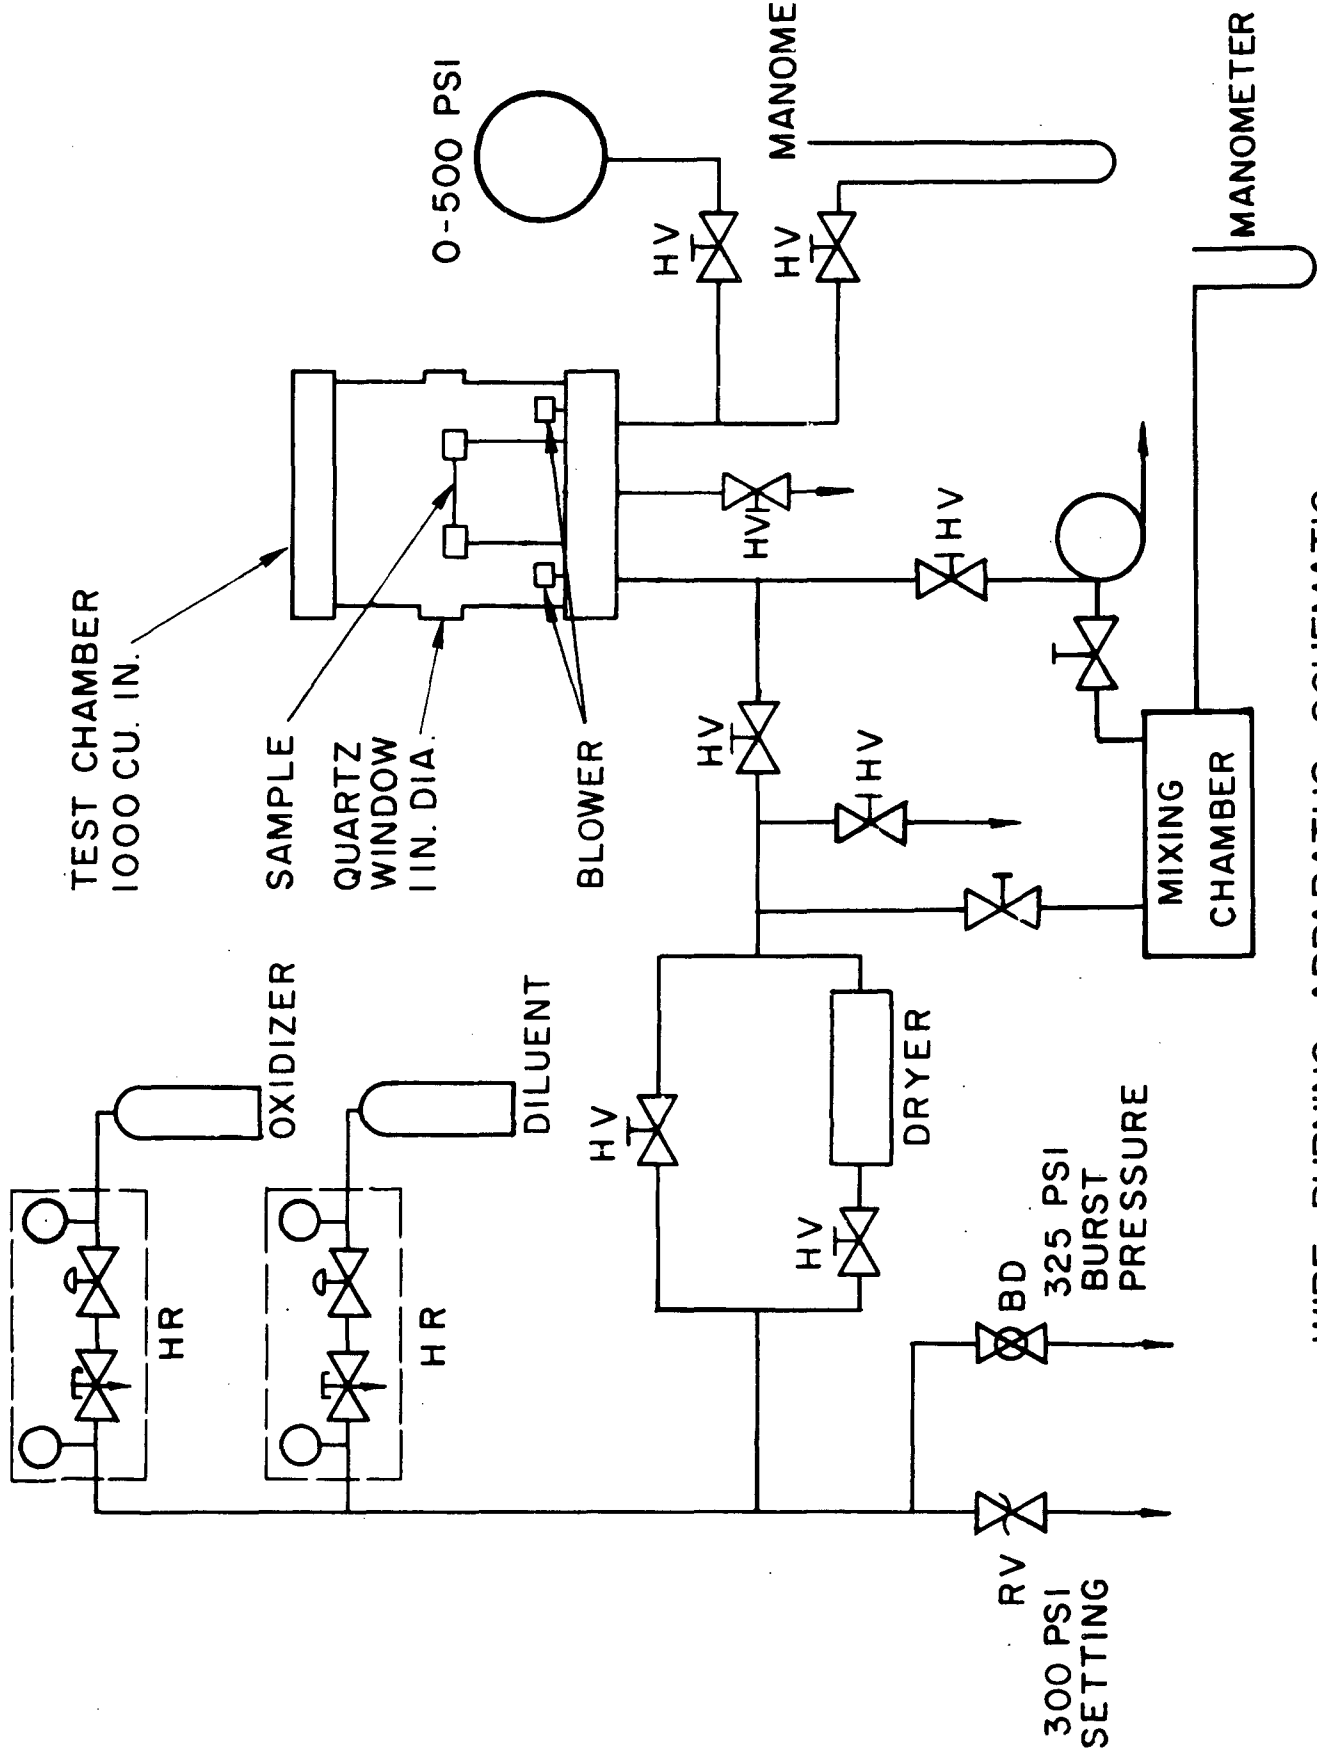 TEST CHAMBER
1000 CU. IN.
SAMPLE
QUARTZ
WINDOW
1 IN. DIA.
BLOWER
0-500 PSI
HV
HV
MANOME
HV
HV
MANOMETER
HV
HV
MIXING
CHAMBER
OXIDIZER
DILUENT
HR
HR
HV
HV
DRYER
BD
325 PSI
BURST
PRESSURE
RV
300 PSI
SETTING